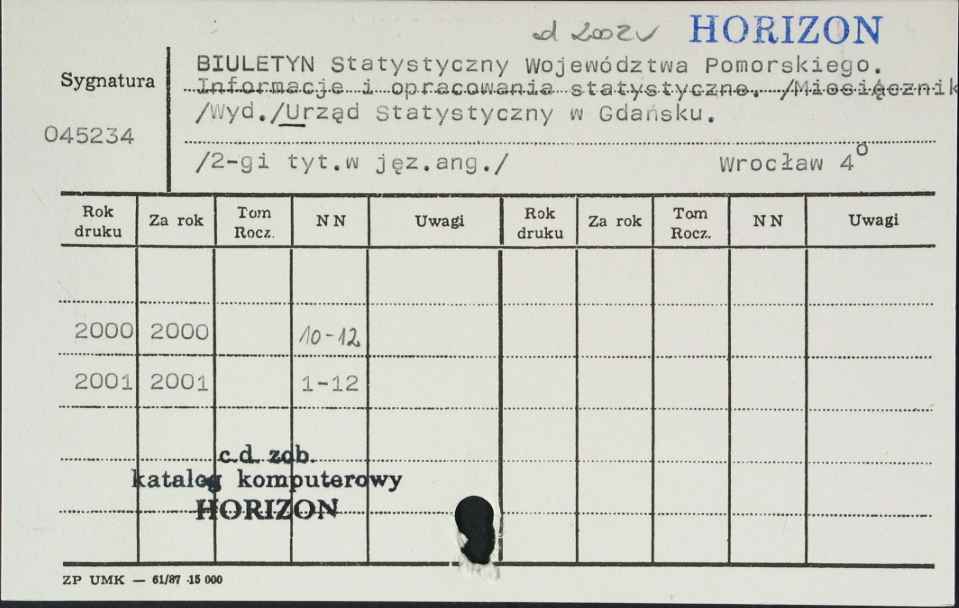 od 2002 HORIZON
Sygnatura
045234
BIULETYN Statystyczny Województwa Pomorskiego.
Informacje i opracowania statystyczne. /Miesięcznik
/Wyd./Urząd Statystyczny w Gdańsku.
/2-gi tyt.w jęz.ang./ Wrocław 4°
Rok druku Za rok Tom Rocz. N N Uwagi Rok druku Za rok Tom Rocz. N N Uwagi
2000 2000 10-12
2001 2001 1-12
c.d. zob.
katalog komputerowy
HORIZON
ZP UMK — 61/87 -15 000